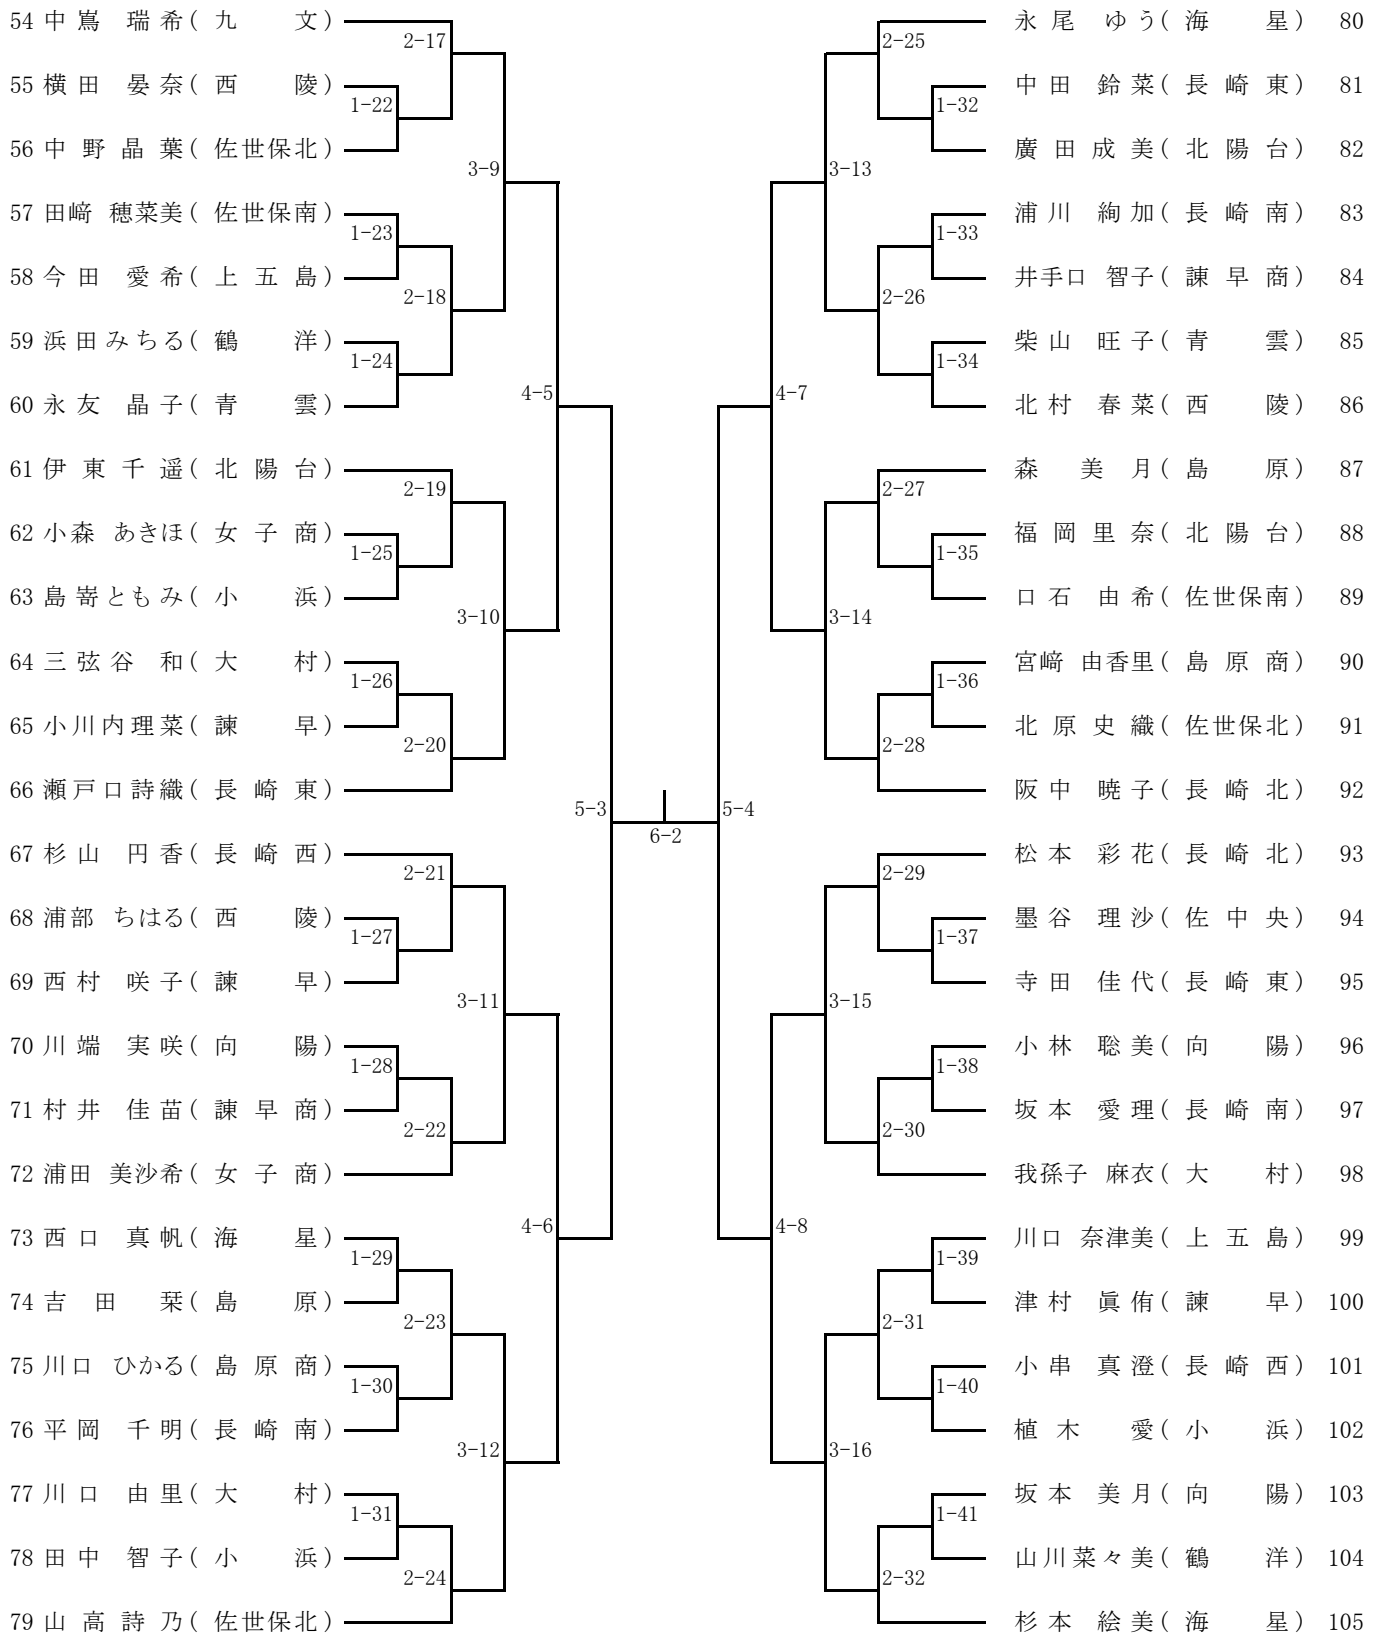 54 中嶌 瑞希(九 文)
2-17
55 横田 晏奈(西 陵)
1-22
56 中野晶葉(佐世保北)
3-9
57 田﨑 穂菜美(佐世保南)
1-23
58 今田 愛希(上五島)
2-18
59 浜田みちる(鶴 洋)
1-24
60 永友 晶子(青 雲)
4-5
61 伊東千遥(北陽台)
2-19
62 小森 あきほ(女子商)
1-25
63 島嵜ともみ(小 浜)
3-10
64 三弦谷 和(大 村)
1-26
65 小川内理菜(諫 早)
2-20
66 瀬戸口詩織(長崎東)
5-3
67 杉山 円香(長崎西)
2-21
68 浦部 ちはる(西 陵)
1-27
69 西村 咲子(諫 早)
3-11
70 川端 実咲(向 陽)
1-28
71 村井 佳苗(諫早商)
2-22
72 浦田 美沙希(女子商)
4-6
73 西口 真帆(海 星)
1-29
74 吉田 栞(島 原)
2-23
75 川口 ひかる(島原商)
1-30
76 平岡 千明(長崎南)
3-12
77 川口 由里(大 村)
1-31
78 田中 智子(小 浜)
2-24
79 山高詩乃(佐世保北)
6-2
永尾 ゆう(海 星) 80
2-25
中田 鈴菜(長崎東) 81
1-32
廣田成美(北陽台) 82
3-13
浦川 絢加(長崎南) 83
1-33
井手口 智子(諫早商) 84
2-26
柴山 旺子(青 雲) 85
1-34
北村 春菜(西 陵) 86
4-7
森 美月(島 原) 87
2-27
福岡里奈(北陽台) 88
1-35
口石 由希(佐世保南) 89
3-14
宮﨑 由香里(島原商) 90
1-36
北原史織(佐世保北) 91
2-28
阪中 暁子(長崎北) 92
5-4
松本 彩花(長崎北) 93
2-29
墨谷 理沙(佐中央) 94
1-37
寺田 佳代(長崎東) 95
3-15
小林 聡美(向 陽) 96
1-38
坂本 愛理(長崎南) 97
2-30
我孫子 麻衣(大 村) 98
4-8
川口 奈津美(上五島) 99
1-39
津村 眞侑(諫 早) 100
2-31
小串 真澄(長崎西) 101
1-40
植木 愛(小 浜) 102
3-16
坂本 美月(向 陽) 103
1-41
山川菜々美(鶴 洋) 104
2-32
杉本 絵美(海 星) 105